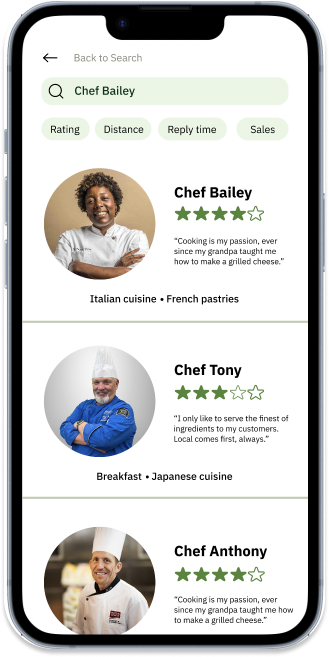 Back to Search
Chef Bailey
Rating Distance Reply time Sales
Chef Bailey
“Cooking is my passion, ever
since my grandpa taught me
how to make a grilled cheese.”
Italian cuisine • French pastries
Chef Tony
“I only like to serve the finest of
ingredients to my customers.
Local comes first, always.”
Breakfast • Japanese cuisine
Chef Anthony
“Cooking is my passion, ever
since my grandpa taught me how
to make a grilled cheese.”